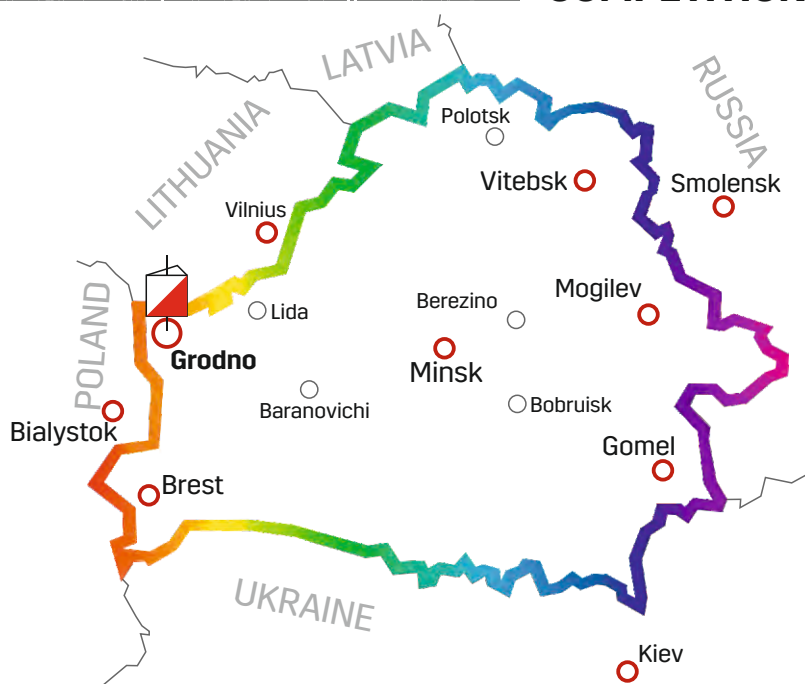 LATVIA
RUSSIA
LITHUANIA
Polotsk
Vitebsk
Smolensk
Vilnius
POLAND
Lida
Berezino
Mogilev
Grodno
Minsk
Baranovichi
Bobruisk
Bialystok
Gomel
Brest
UKRAINE
Kiev